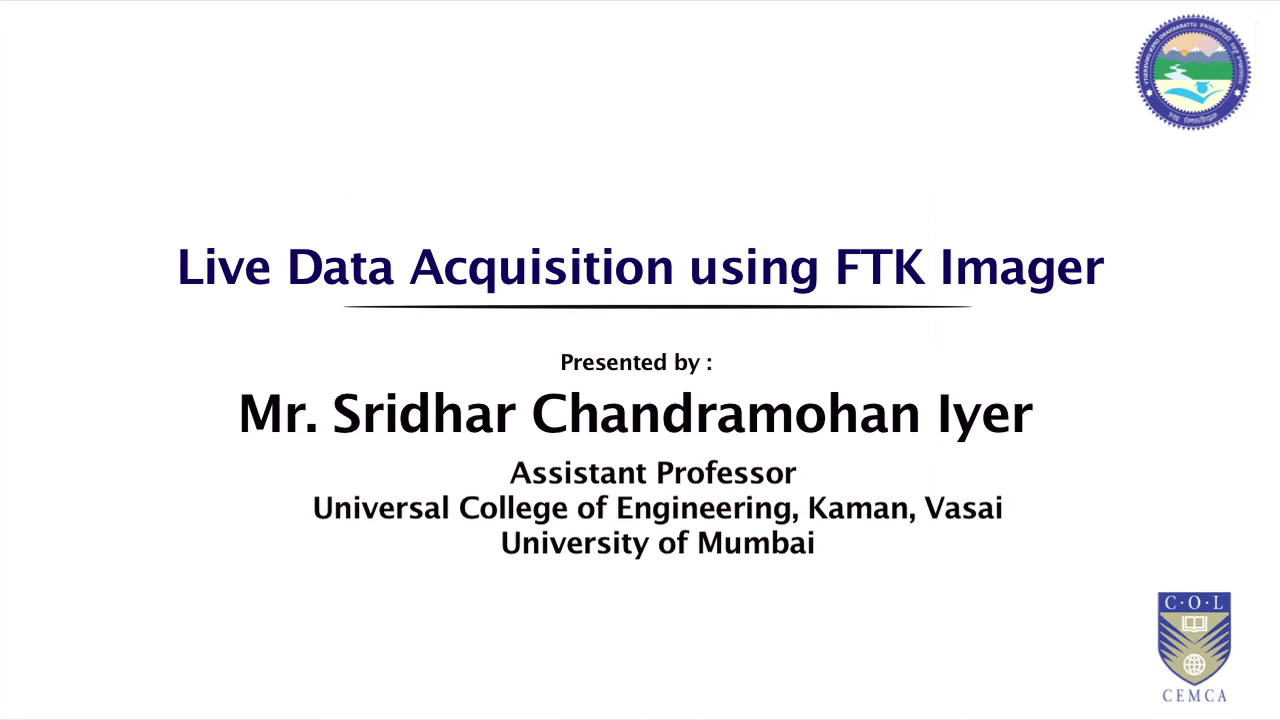 Live Data Acquisition using FTK Imager
Presented by :
Mr. Sridhar Chandramohan Iyer
Assistant Professor
Universal College of Engineering, Kaman, Vasai
University of Mumbai
C·O·L
CEMCA